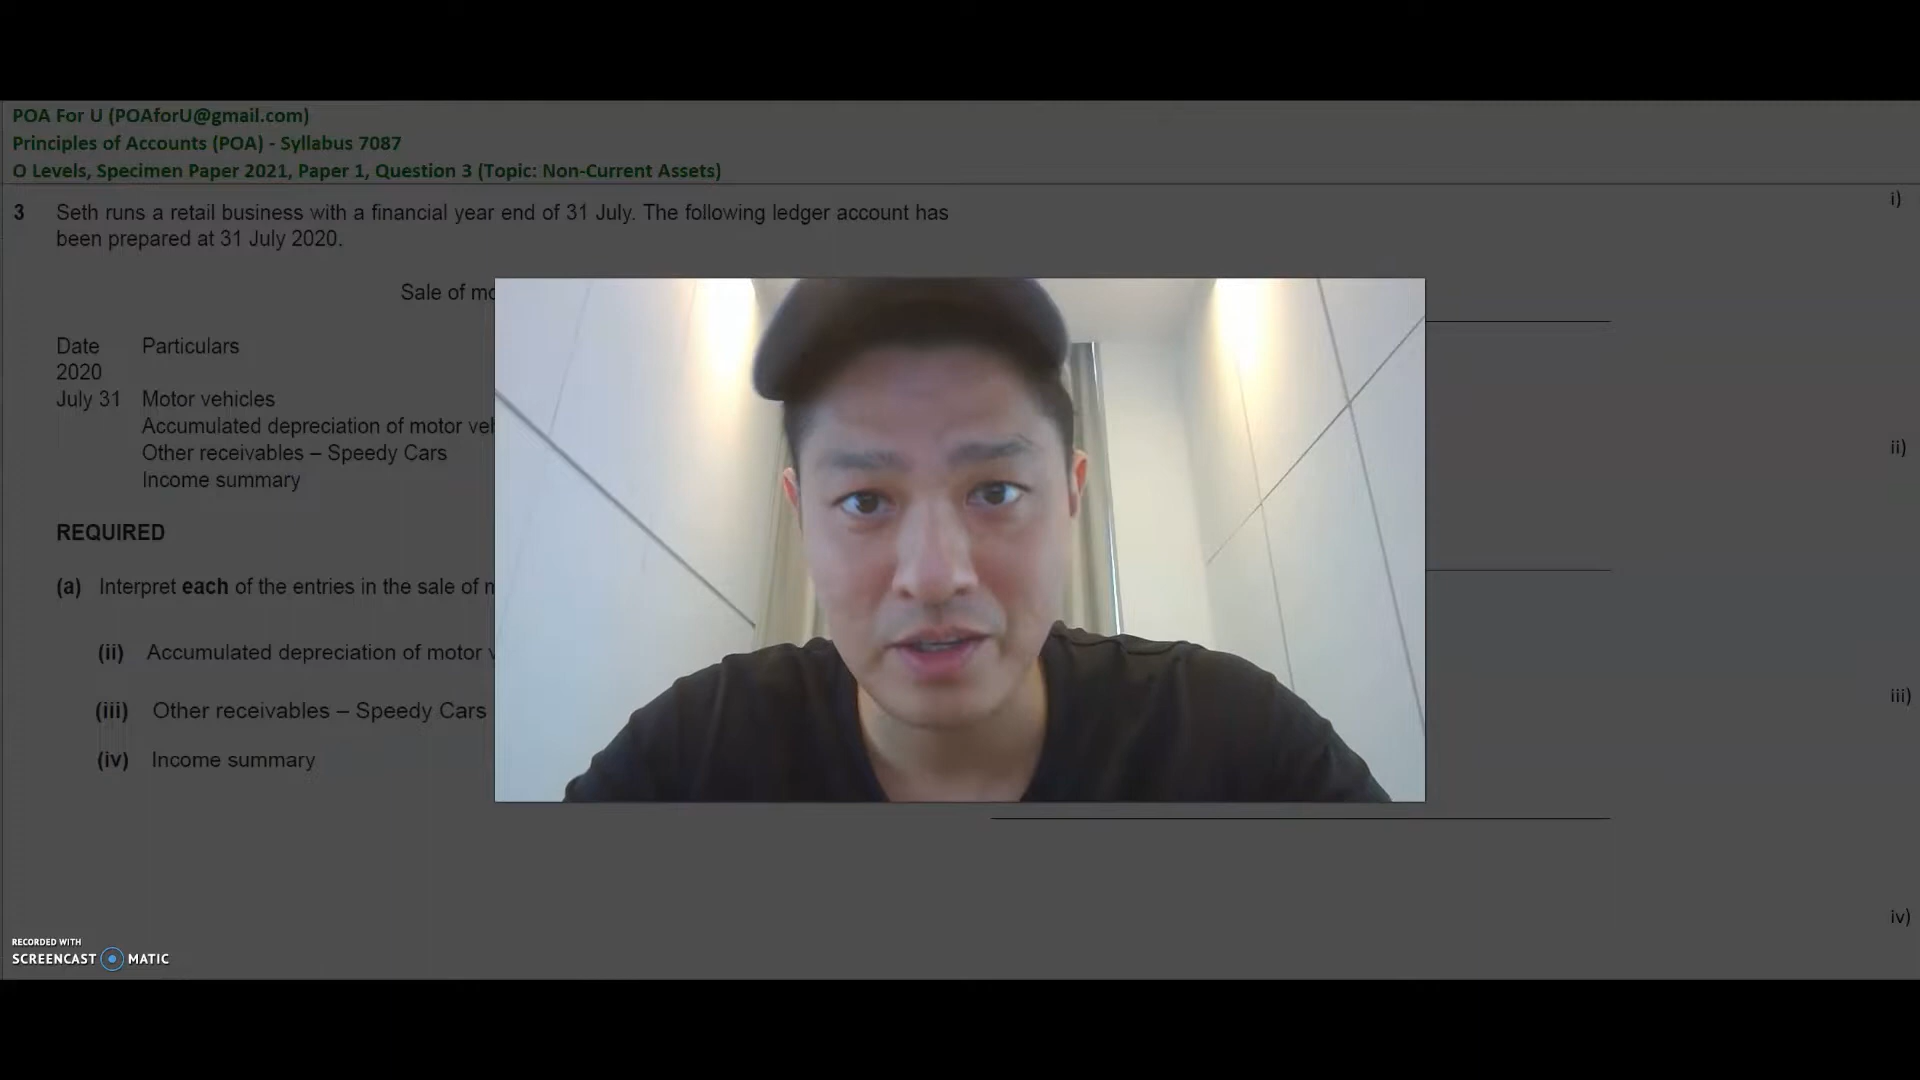 POA For U (POAforU@gmail.com)
Principles of Accounts (POA) - Syllabus 7087
O Levels, Specimen Paper 2021, Paper 1, Question 3 (Topic: Non-Current Assets)
3 Seth runs a retail business with a financial year end of 31 July. The following ledger account has
been prepared at 31 July 2020.
Sale of
Date Particulars
2020
July 31 Motor vehicles
Accumulated depreciation of motor
Other receivables – Speedy Cars
Income summary
REQUIRED
(a) Interpret each of the entries in the sale of
(ii) Accumulated depreciation of motor
(iii) Other receivables – Speedy Cars
(iv) Income summary
i)
ii)
iii)
iv)
RECORDED WITH
SCREENCAST MATIC